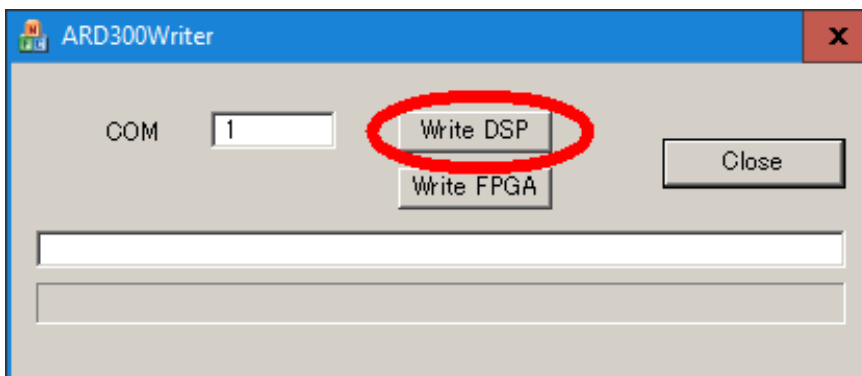 ARD300Writer
COM 1 Write DSP
Close
Write FPGA